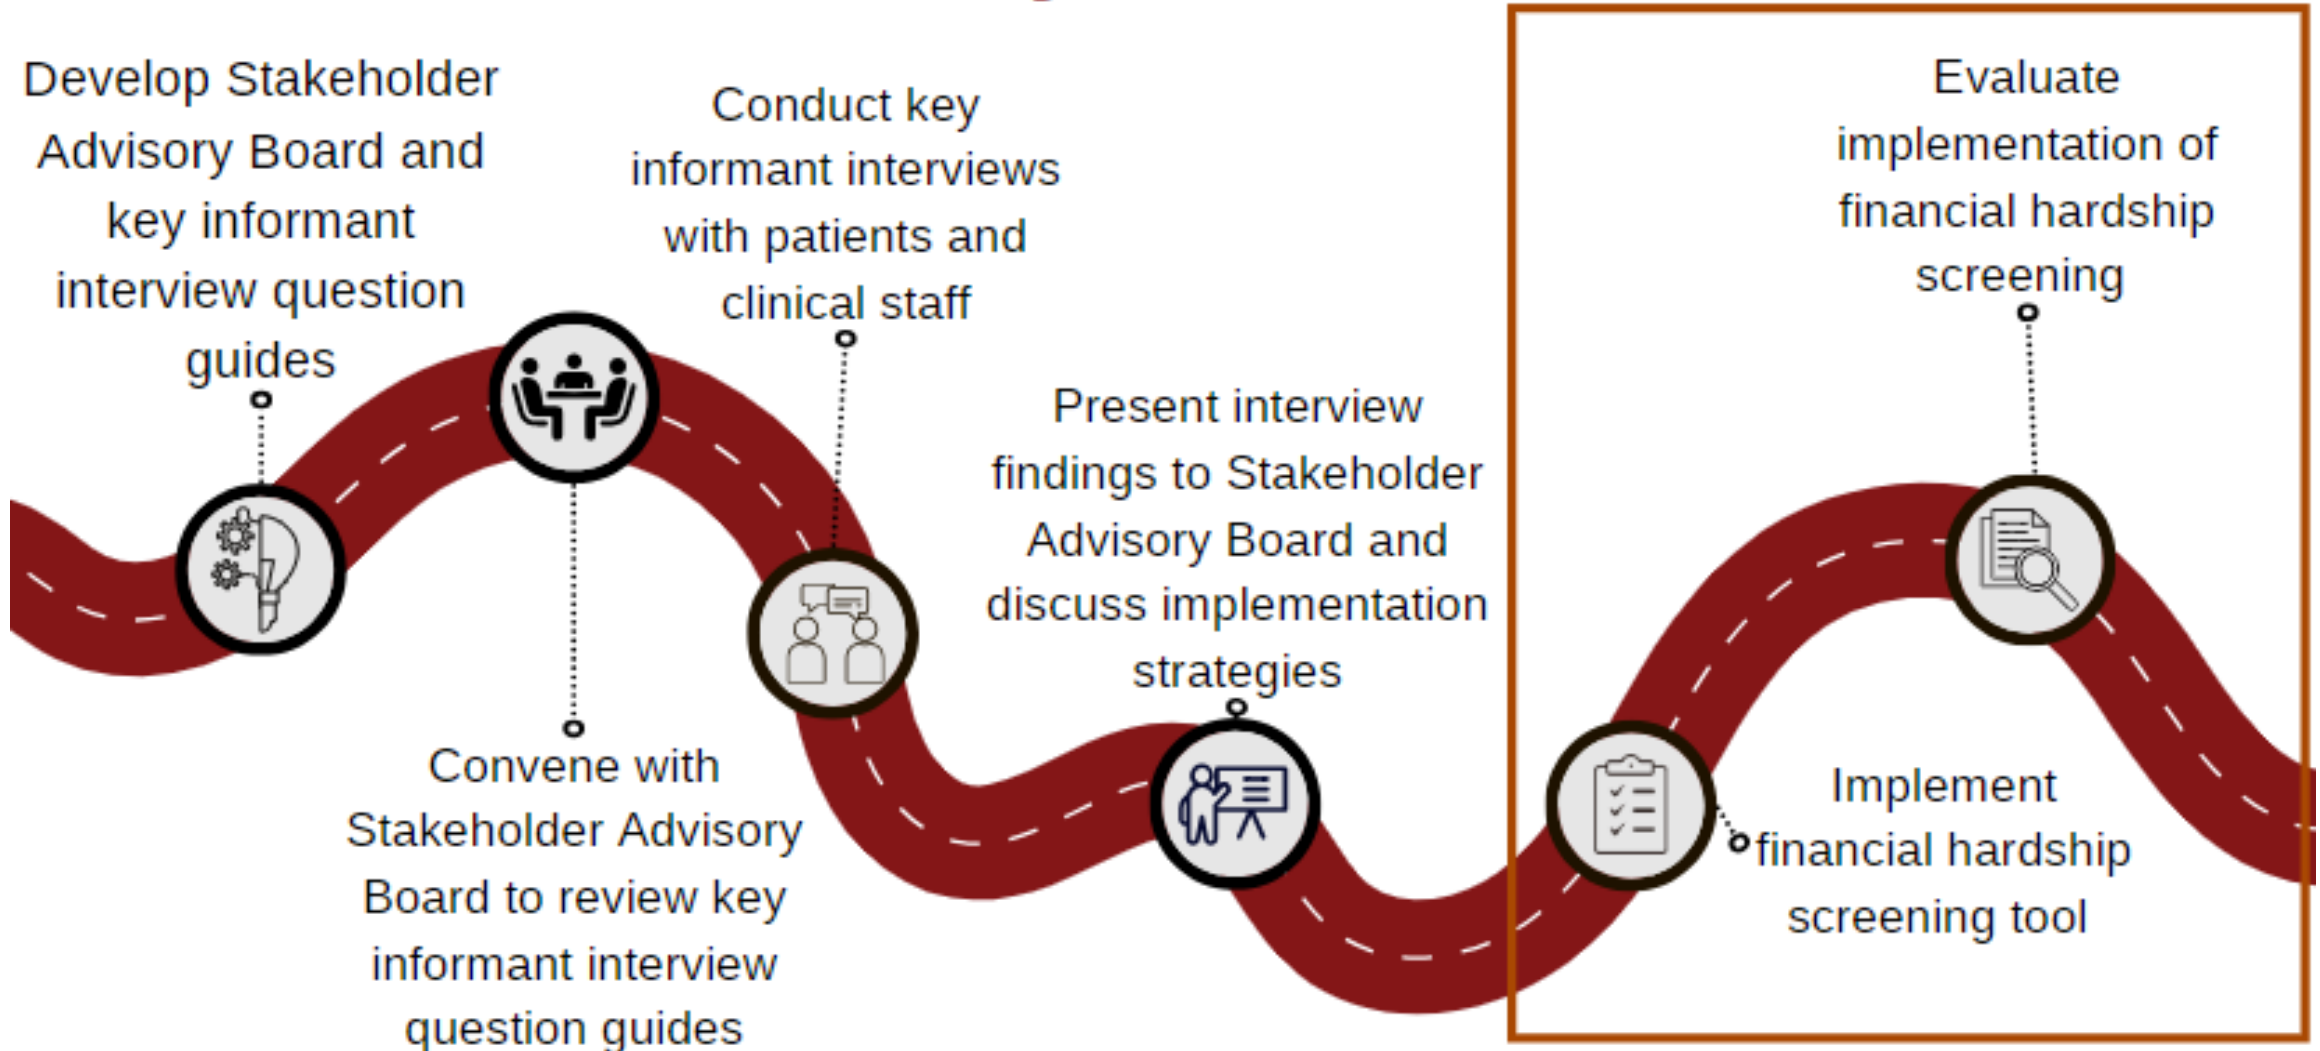 Develop Stakeholder
Advisory Board and
key informant
interview question
guides
Convene with
Stakeholder Advisory
Board to review key
informant interview
question guides
Conduct key
informant interviews
with patients and
clinical staff
Present interview
findings to Stakeholder
Advisory Board and
discuss implementation
strategies
Implement
financial hardship
screening tool
Evaluate
implementation of
financial hardship
screening